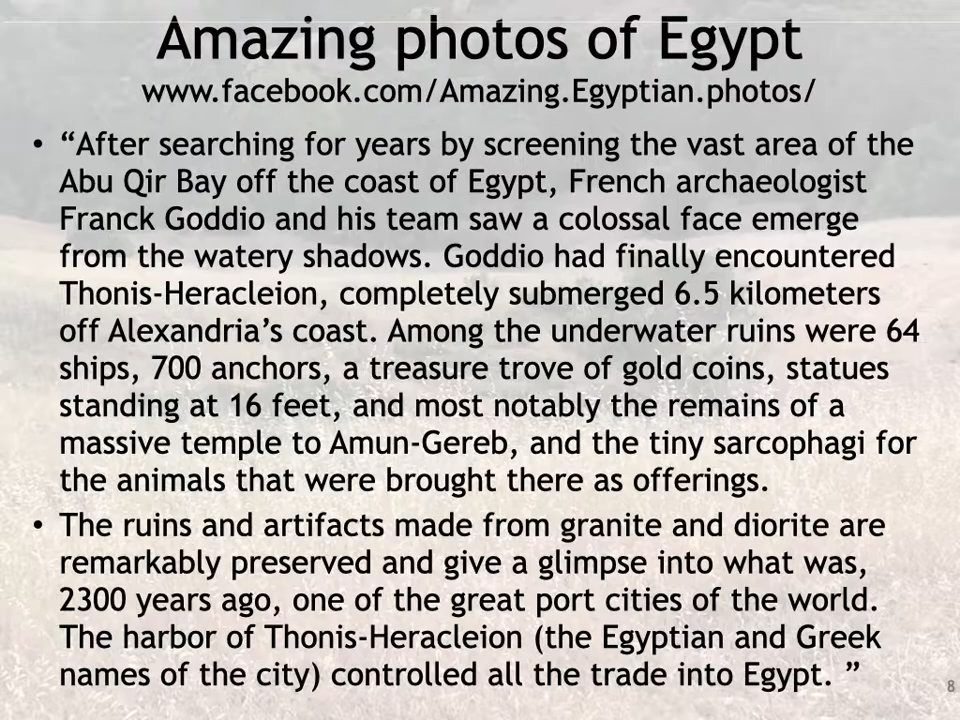 Amazing photos of Egypt
www.facebook.com/Amazing.Egyptian.photos/
• “After searching for years by screening the vast area of the
Abu Qir Bay off the coast of Egypt, French archaeologist
Franck Goddio and his team saw a colossal face emerge
from the watery shadows. Goddio had finally encountered
Thonis-Heracleion, completely submerged 6.5 kilometers
off Alexandria’s coast. Among the underwater ruins were 64
ships, 700 anchors, a treasure trove of gold coins, statues
standing at 16 feet, and most notably the remains of a
massive temple to Amun-Gereb, and the tiny sarcophagi for
the animals that were brought there as offerings.
• The ruins and artifacts made from granite and diorite are
remarkably preserved and give a glimpse into what was,
2300 years ago, one of the great port cities of the world.
The harbor of Thonis-Heracleion (the Egyptian and Greek
names of the city) controlled all the trade into Egypt. ”
8